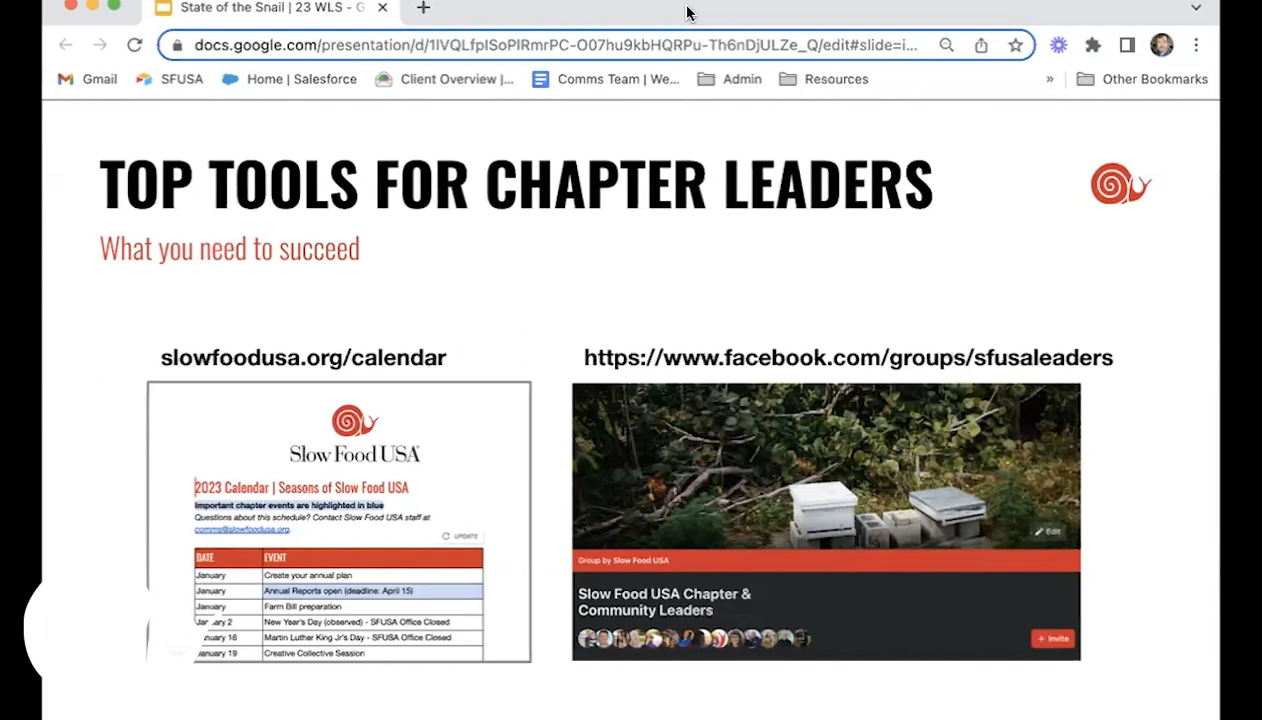 State of the Snail | 23 WLS - G
docs.google.com/presentation/d/1lVQLfpISoPlRmrPC-O07hu9kbHQRPu-Th6nDjULZe_Q/edit#slide=i...
Gmail
SFUSA
Home | Salesforce
Client Overview |...
Comms Team | We...
Admin
Resources
»
Other Bookmarks
TOP TOOLS FOR CHAPTER LEADERS
What you need to succeed
slowfoodusa.org/calendar
https://www.facebook.com/groups/sfusaleaders
Slow Food USA®
2023 Calendar | Seasons of Slow Food USA
Important chapter events are highlighted in blue
Questions about this schedule? Contact Slow Food USA staff at
comms@slowfoodusa.org.
UPDATE
DATE EVENT
January Create your annual plan
January Annual Reports open (deadline: April 15)
January Farm Bill preparation
2 New Year's Day (observed) - SFUSA Office Closed
16 Martin Luther King Jr's Day - SFUSA Office Closed
January 19 Creative Collective Session
Edit
Group by Slow Food USA
Slow Food USA Chapter &
Community Leaders
+ Invite